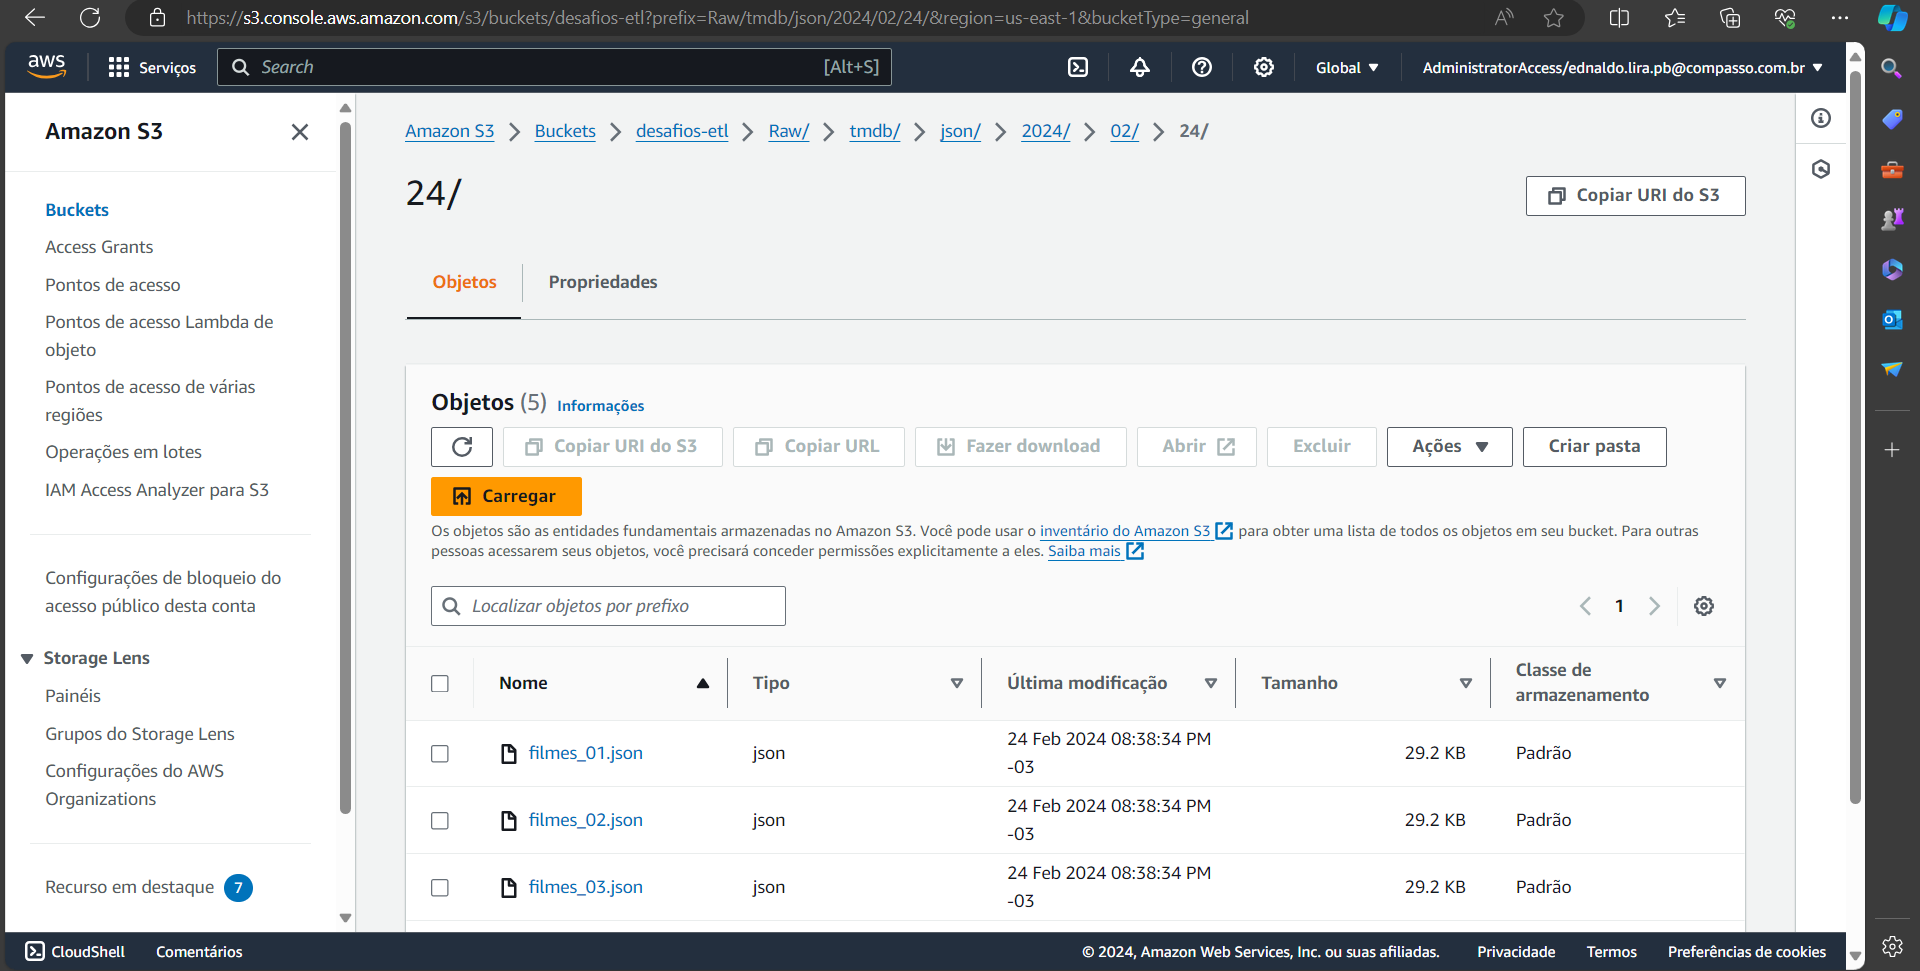 https://s3.console.aws.amazon.com/s3/buckets/desafios-etl?prefix=Raw/tmdb/json/2024/02/24/&region=us-east-1&bucketType=general
aws
Serviços
Search
[Alt+S]
Global
AdministratorAccess/ednaldo.lira.pb@compasso.com.br
Amazon S3
Buckets
Access Grants
Pontos de acesso
Pontos de acesso Lambda de
objeto
Pontos de acesso de várias
regiões
Operações em lotes
IAM Access Analyzer para S3
Configurações de bloqueio do
acesso público desta conta
Storage Lens
Painéis
Grupos do Storage Lens
Configurações do AWS
Organizations
Recurso em destaque 7
Amazon S3 > Buckets > desafios-etl > Raw/ > tmdb/ > json/ > 2024/ > 02/ > 24/
24/
Copiar URI do S3
Objetos
Propriedades
Objetos (5) Informações
Copiar URI do S3
Copiar URL
Fazer download
Abrir
Excluir
Ações
Criar pasta
Carregar
Os objetos são as entidades fundamentais armazenadas no Amazon S3. Você pode usar o inventário do Amazon S3 para obter uma lista de todos os objetos em seu bucket. Para outras
pessoas acessarem seus objetos, você precisará conceder permissões explicitamente a eles. Saiba mais
Localizar objetos por prefixo
1
Nome
Tipo
Última modificação
Tamanho
Classe de
armazenamento
filmes_01.json
json
24 Feb 2024 08:38:34 PM
-03
29.2 KB
Padrão
filmes_02.json
json
24 Feb 2024 08:38:34 PM
-03
29.2 KB
Padrão
filmes_03.json
json
24 Feb 2024 08:38:34 PM
-03
29.2 KB
Padrão
CloudShell
Comentários
© 2024, Amazon Web Services, Inc. ou suas afiliadas.
Privacidade
Termos
Preferências de cookies